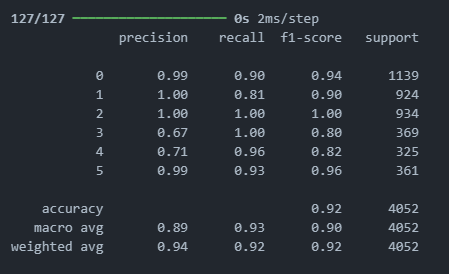 127/127 ━━━━━━━━━━━━━━━━━━━━ 0s 2ms/step
precision recall f1-score support
0 0.99 0.90 0.94 1139
1 1.00 0.81 0.90 924
2 1.00 1.00 1.00 934
3 0.67 1.00 0.80 369
4 0.71 0.96 0.82 325
5 0.99 0.93 0.96 361
accuracy 0.92 4052
macro avg 0.89 0.93 0.90 4052
weighted avg 0.94 0.92 0.92 4052